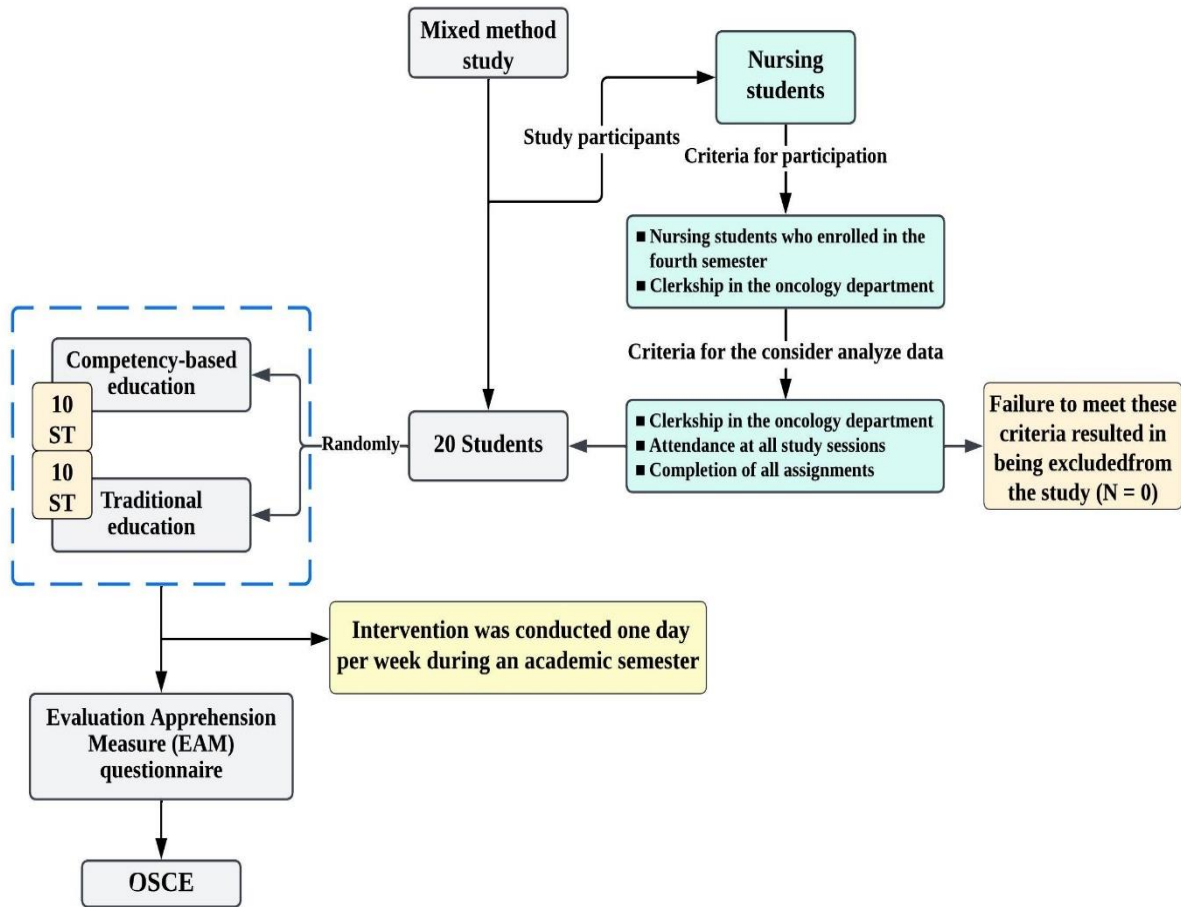 Mixed method
study
Nursing
students
Study participants
Criteria for participation
■ Nursing students who enrolled in the
fourth semester
■ Clerkship in the oncology department
Criteria for the consider analyze data
■ Clerkship in the oncology department
■ Attendance at all study sessions
■ Completion of all assignments
Failure to meet these
criteria resulted in
being excludedfrom
the study (N = 0)
20 Students
Randomly
Competency-based
education
10
ST
10
ST
Traditional
education
Intervention was conducted one day
per week during an academic semester
Evaluation Apprehension
Measure (EAM)
questionnaire
OSCE